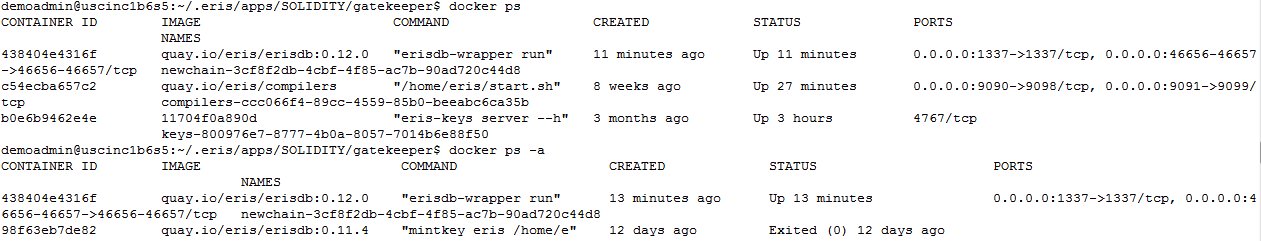 demoadmin@uscinc1b6s5:~/.eris/apps/SOLIDITY/gatekeeper$ docker ps
CONTAINER ID        IMAGE                        COMMAND                  CREATED             STATUS              PORTS
                    NAMES
438404e4316f        quay.io/eris/erisdb:0.12.0   "erisdb-wrapper run"     11 minutes ago      Up 11 minutes       0.0.0.0:1337->1337/tcp, 0.0.0.0:46656-46657
->46656-46657/tcp   newchain-3cf8f2db-4cbf-4f85-ac7b-90ad720c44d8
c54ecba657c2        quay.io/eris/compilers       "/home/eris/start.sh"    8 weeks ago         Up 27 minutes       0.0.0.0:9090->9098/tcp, 0.0.0.0:9091->9099/
tcp                 compilers-ccc066f4-89cc-4559-85b0-beeabc6ca35b
b0e6b9462e4e        11704f0a890d                 "eris-keys server --h"   3 months ago        Up 3 hours          4767/tcp
                    keys-800976e7-8777-4b0a-8057-7014b6e88f50
demoadmin@uscinc1b6s5:~/.eris/apps/SOLIDITY/gatekeeper$ docker ps -a
CONTAINER ID        IMAGE                        COMMAND                  CREATED             STATUS                      PORTS
                              NAMES
438404e4316f        quay.io/eris/erisdb:0.12.0   "erisdb-wrapper run"     13 minutes ago      Up 13 minutes               0.0.0.0:1337->1337/tcp, 0.0.0.0:4
6656-46657->46656-46657/tcp   newchain-3cf8f2db-4cbf-4f85-ac7b-90ad720c44d8
98f63eb7de82        quay.io/eris/erisdb:0.11.4   "mintkey eris /home/e"   12 days ago         Exited (0) 12 days ago